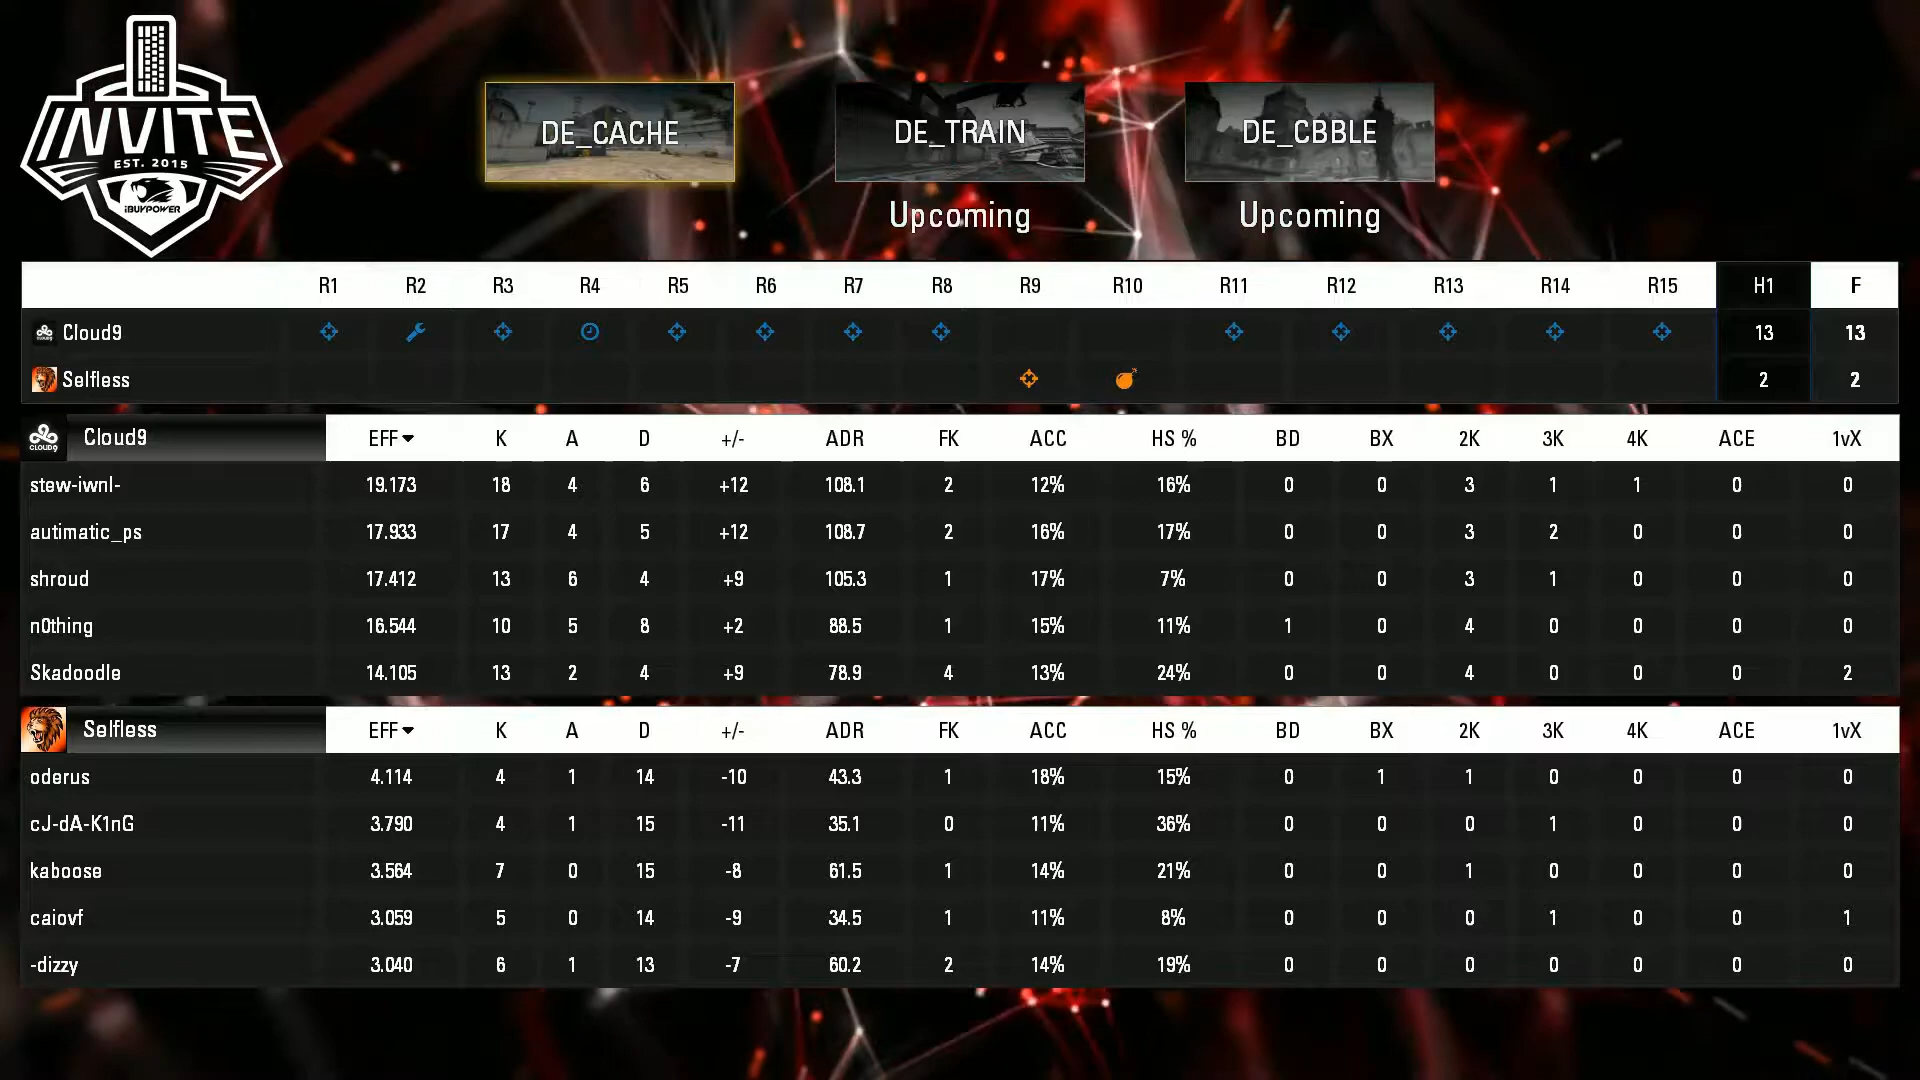 INVITE
EST. 2015
iBUYPOWER
DE_CACHE DE_TRAIN DE_CBBLE
Upcoming Upcoming
R1 R2 R3 R4 R5 R6 R7 R8 R9 R10 R11 R12 R13 R14 R15 H1 F
Cloud9 13 13
Selfless 2 2
CLOUD9 Cloud9 EFF K A D +/- ADR FK ACC HS % BD BX 2K 3K 4K ACE 1vX
stew-iwnl- 19.173 18 4 6 +12 108.1 2 12% 16% 0 0 3 1 1 0 0
autimatic_ps 17.933 17 4 5 +12 108.7 2 16% 17% 0 0 3 2 0 0 0
shroud 17.412 13 6 4 +9 105.3 1 17% 7% 0 0 3 1 0 0 0
n0thing 16.544 10 5 8 +2 88.5 1 15% 11% 1 0 4 0 0 0 0
Skadoodle 14.105 13 2 4 +9 78.9 4 13% 24% 0 0 4 0 0 0 2
Selfless EFF K A D +/- ADR FK ACC HS % BD BX 2K 3K 4K ACE 1vX
oderus 4.114 4 1 14 -10 43.3 1 18% 15% 0 1 1 0 0 0 0
cJ-dA-K1nG 3.790 4 1 15 -11 35.1 0 11% 36% 0 0 0 1 0 0 0
kaboose 3.564 7 0 15 -8 61.5 1 14% 21% 0 0 1 0 0 0 0
caiovf 3.059 5 0 14 -9 34.5 1 11% 8% 0 0 0 1 0 0 1
-dizzy 3.040 6 1 13 -7 60.2 2 14% 19% 0 0 0 0 0 0 0